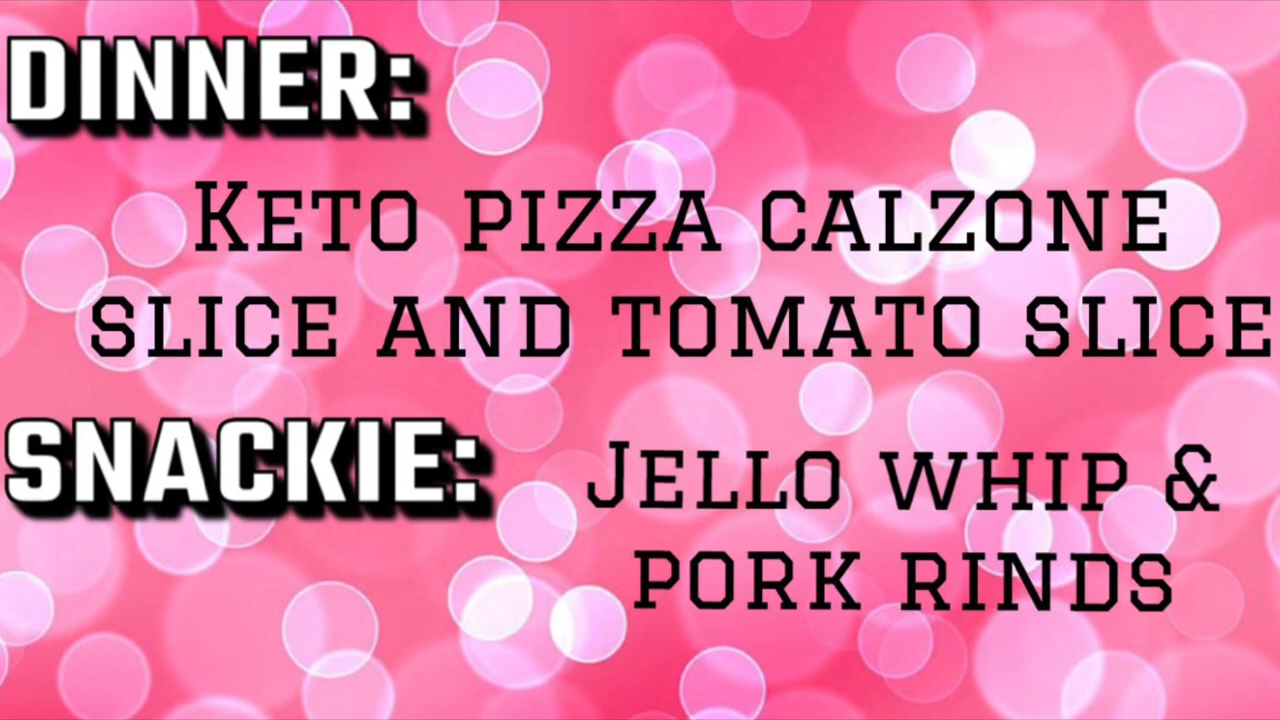 DINNER:
KETO PIZZA CALZONE
SLICE AND TOMATO SLICE
SNACKIE: JELLO WHIP &
PORK RINDS